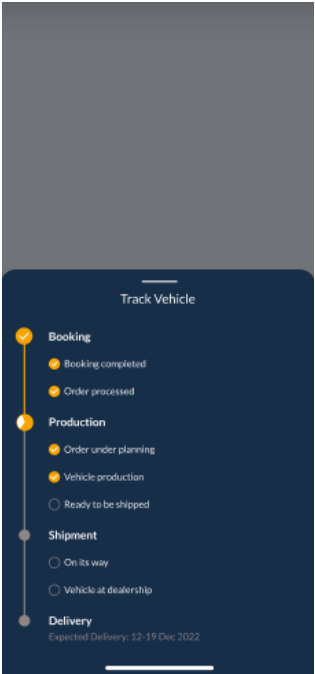 Track Vehicle
Booking
Booking completed
Order processed
Production
Order under planning
Vehicle production
Ready to be shipped
Shipment
On its way
Vehicle at dealership
Delivery
Expected Delivery: 12-19 Dec 2022